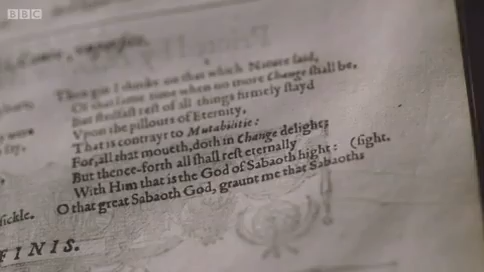 BBC
Then gin I thinke on that which Nature ſaid,
Of that ſame time when no more Change ſhall be,
But ſtedfaſt reſt of all things firmely ſtayd
Vpon the pillours of Eternity,
That is contrayr to Mutabilitie:
For, all that moueth, doth in Change delight:
But thence-forth all ſhall reſt eternally
With Him that is the God of Sabaoth hight: (ſight.
ſickle. O that great Sabaoth God, graunt me that Sabaoths
FINIS.